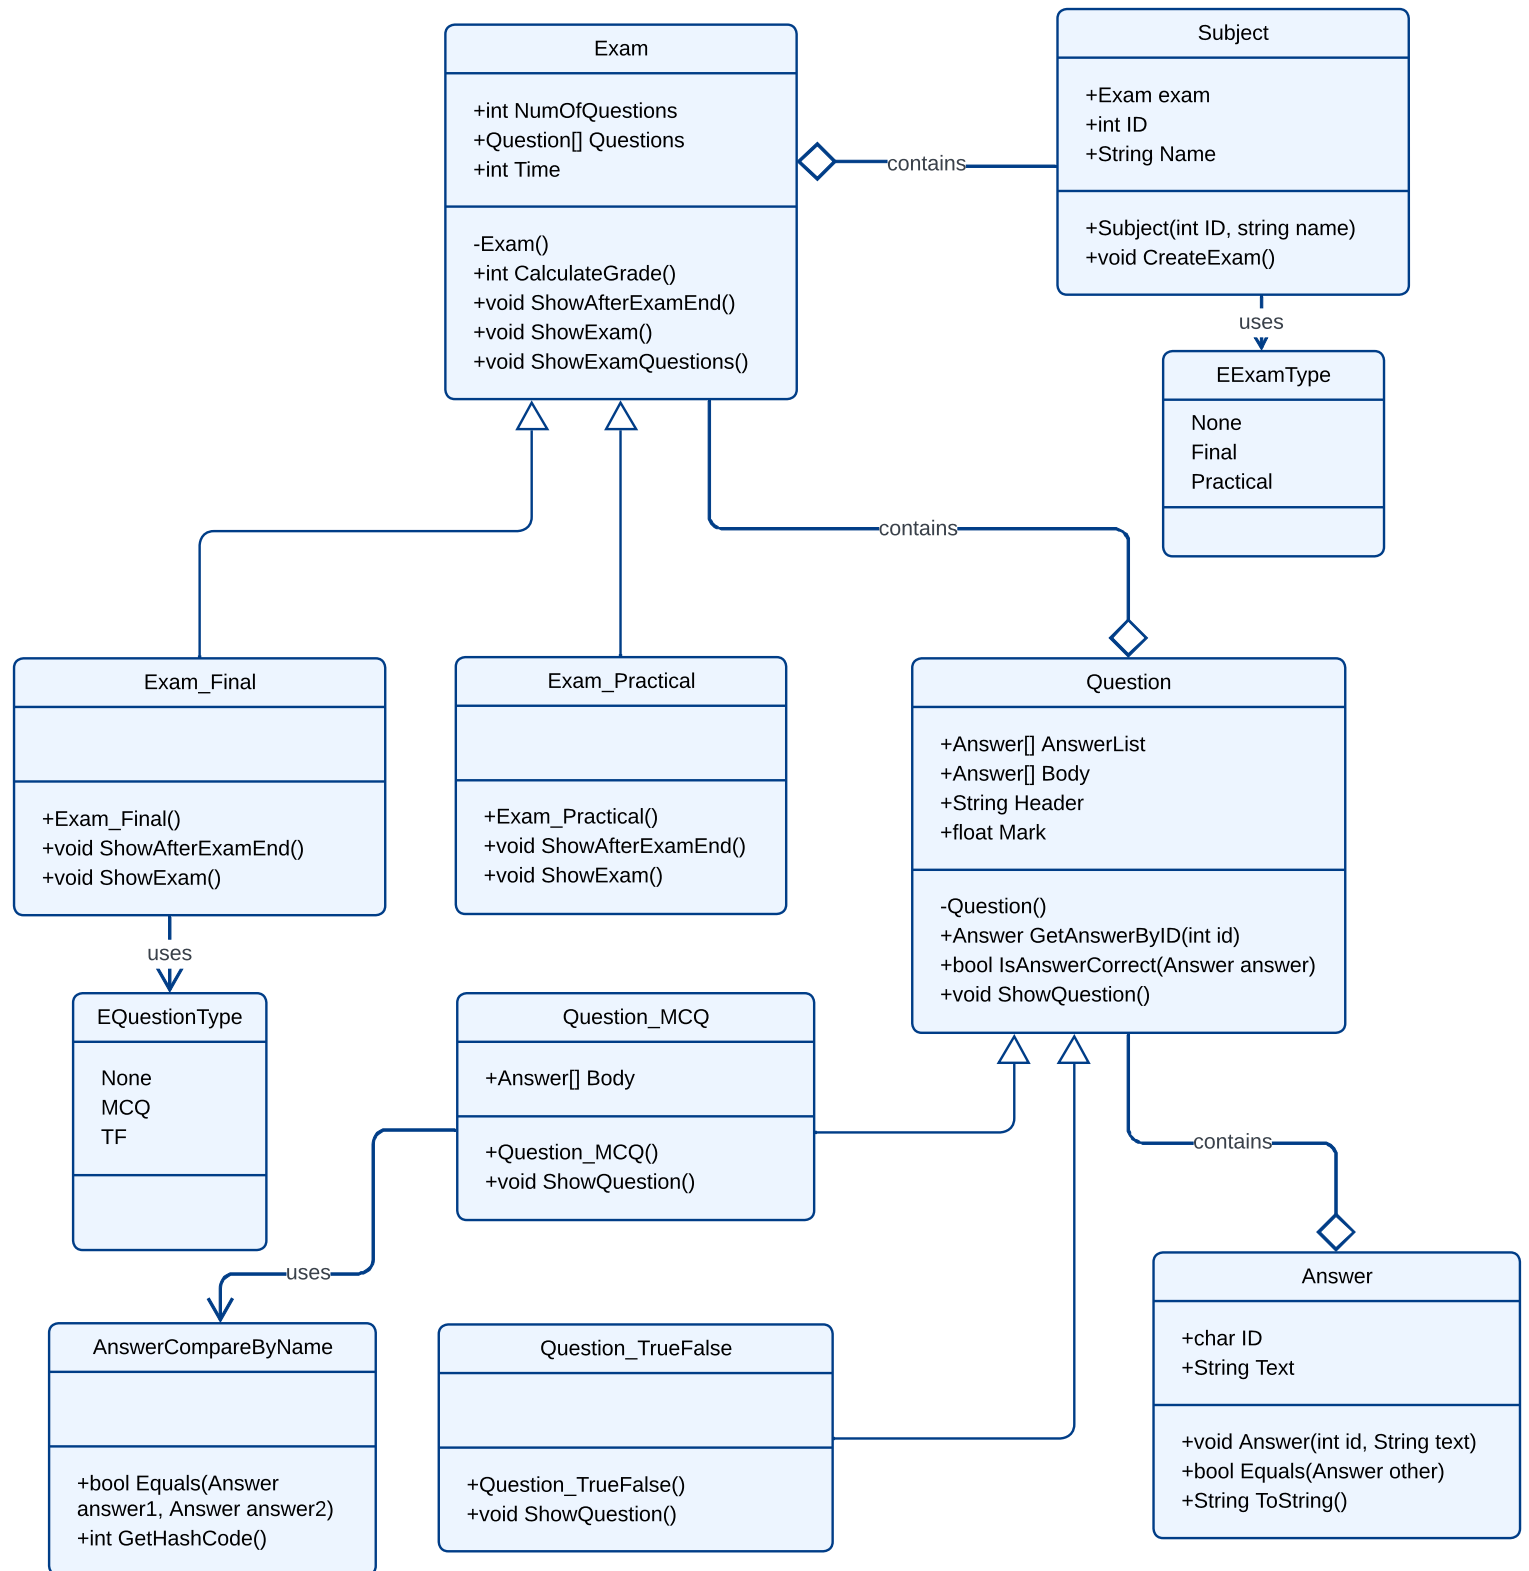 Exam
+int NumOfQuestions
+Question[] Questions
+int Time
-Exam()
+int CalculateGrade()
+void ShowAfterExamEnd()
+void ShowExam()
+void ShowExamQuestions()
contains
Subject
+Exam exam
+int ID
+String Name
+Subject(int ID, string name)
+void CreateExam()
uses
EExamType
None
Final
Practical
contains
Exam_Final
+Exam_Final()
+void ShowAfterExamEnd()
+void ShowExam()
Exam_Practical
+Exam_Practical()
+void ShowAfterExamEnd()
+void ShowExam()
Question
+Answer[] AnswerList
+Answer[] Body
+String Header
+float Mark
-Question()
+Answer GetAnswerByID(int id)
+bool IsAnswerCorrect(Answer answer)
+void ShowQuestion()
uses
EQuestionType
None
MCQ
TF
Question_MCQ
+Answer[] Body
+Question_MCQ()
+void ShowQuestion()
contains
uses
AnswerCompareByName
+bool Equals(Answer
answer1, Answer answer2)
+int GetHashCode()
Question_TrueFalse
+Question_TrueFalse()
+void ShowQuestion()
Answer
+char ID
+String Text
+void Answer(int id, String text)
+bool Equals(Answer other)
+String ToString()